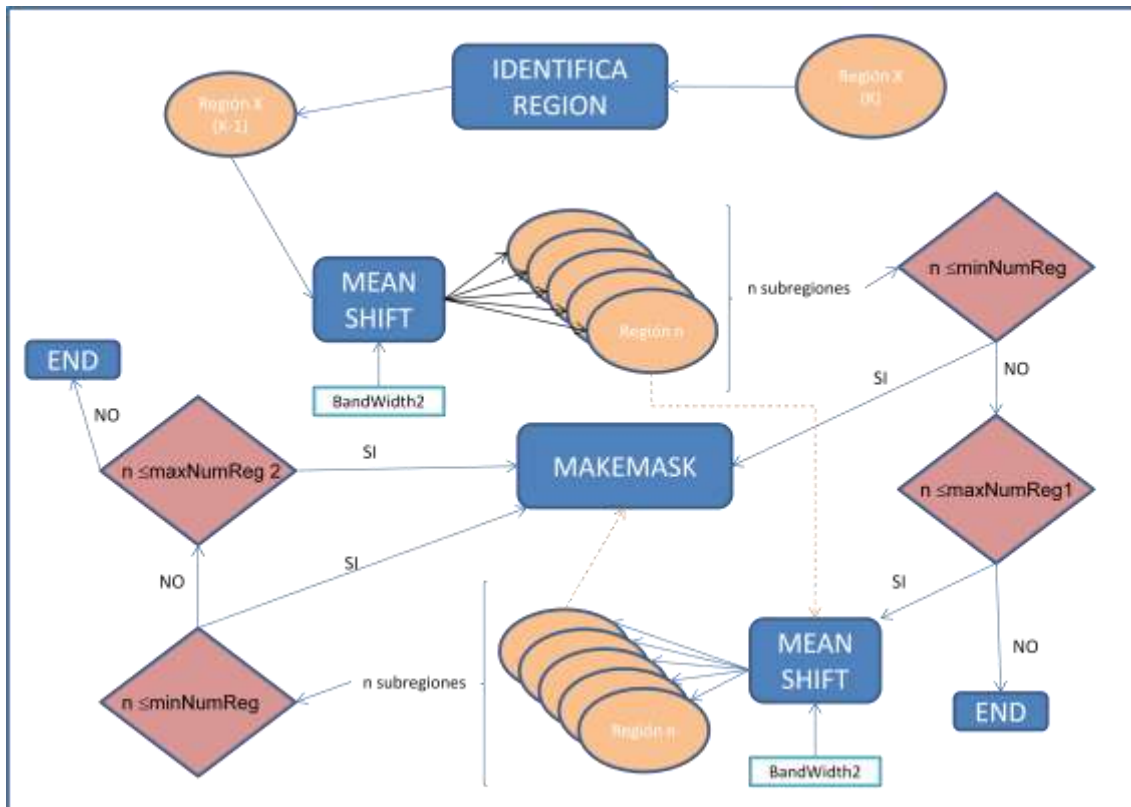 IDENTIFICA
REGION
Región X
(K)
Región X
(K-1)
MEAN
SHIFT
BandWidth2
Región n
n subregiones
n ≤minNumReg
SI
NO
n ≤maxNumReg1
SI
NO
END
END
NO
n ≤maxNumReg 2
SI
MAKEMASK
NO
SI
n ≤minNumReg
n subregiones
Región n
MEAN
SHIFT
BandWidth2